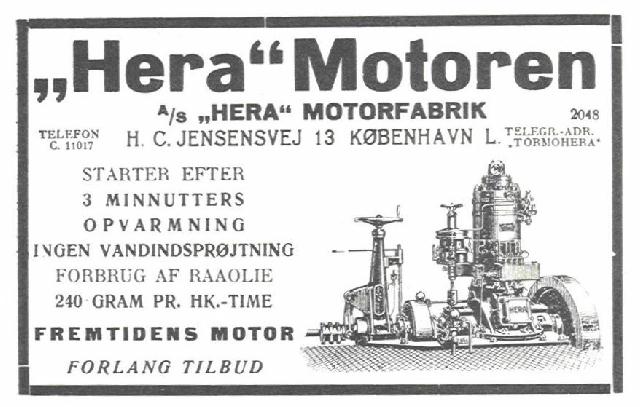 „Hera“ Motoren
A/S „HERA“ MOTORFABRIK
2048
TELEFON
C. 11017
H. C. JENSENSVEJ 13 KØBENHAVN L.
TELEGR.-ADR.
„TORMOHERA“
STARTER EFTER
3 MINNUTTERS
OPVARMNING
INGEN VANDINDSPRØJTNING
FORBRUG AF RAAOLIE
240 GRAM PR. HK.-TIME
FREMTIDENS MOTOR
FORLANG TILBUD
HERA